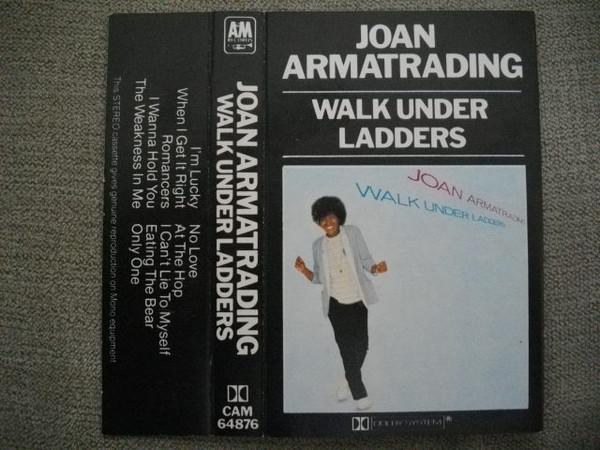 JOAN
ARMATRADING
WALK UNDER
LADDERS
JOAN ARMATRADING
WALK UNDER LADDERS
DOLBY SYSTEM
AM
RECORDS
JOAN ARMATRADING
WALK UNDER LADDERS
CAM
64876
I'm Lucky
When I Get It Right
Romancers
I Wanna Hold You
The Weakness In Me
No Love
At The Hop
I Can't Lie To Myself
Eating The Bear
Only One
This STEREO cassette gives genuine reproduction on Mono equipment